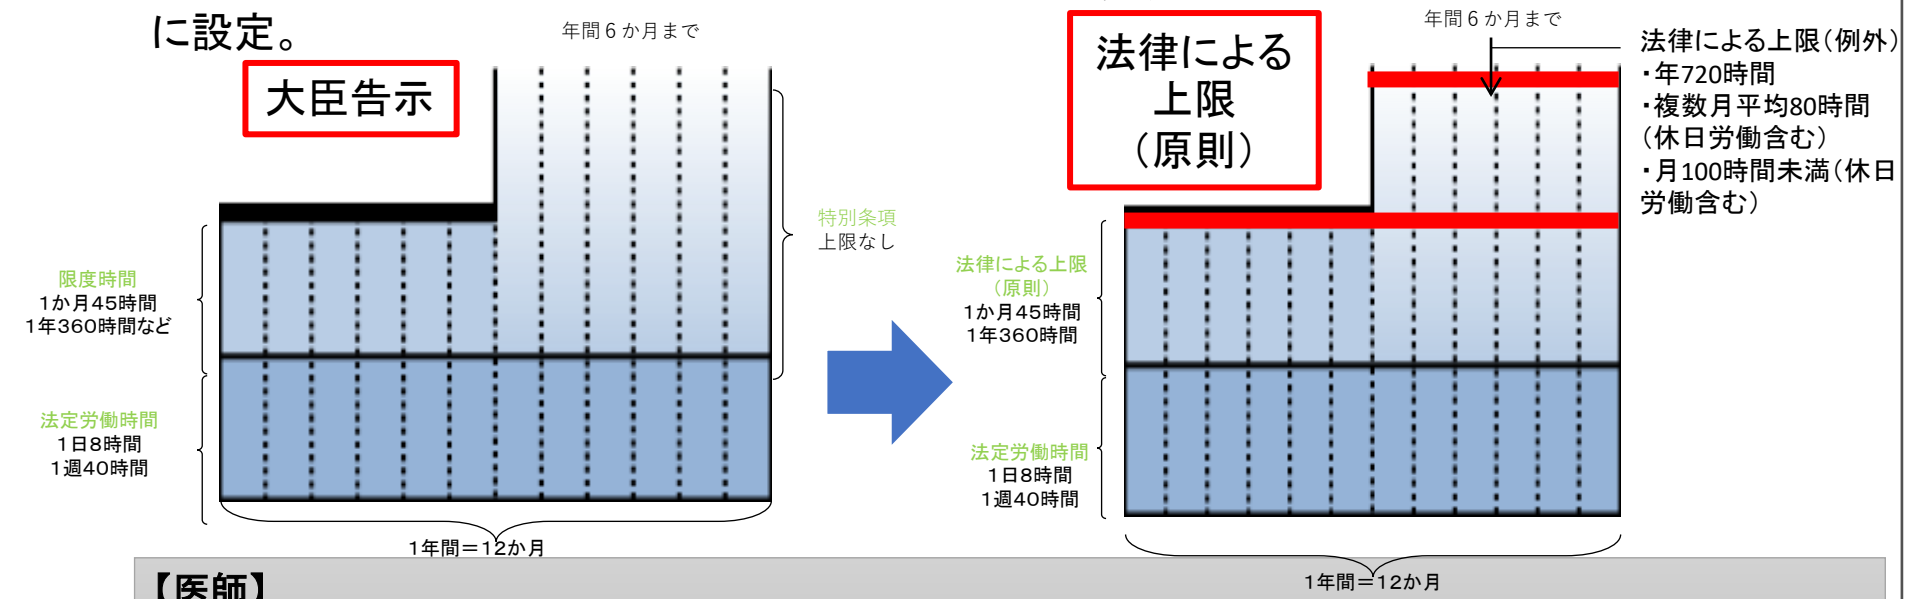 に設定。
年間６か月まで
大臣告示
特別条項
上限なし
限度時間
１か月４５時間
１年３６０時間など
法定労働時間
１日８時間
１週４０時間
１年間＝１２か月
年間６か月まで
法律による
上限
（原則）
法律による上限（例外）
・年720時間
・複数月平均80時間
（休日労働含む）
・月100時間未満（休日
労働含む）
法律による上限
（原則）
１か月４５時間
１年３６０時間
法定労働時間
１日８時間
１週４０時間
１年間＝１２か月
【医師】